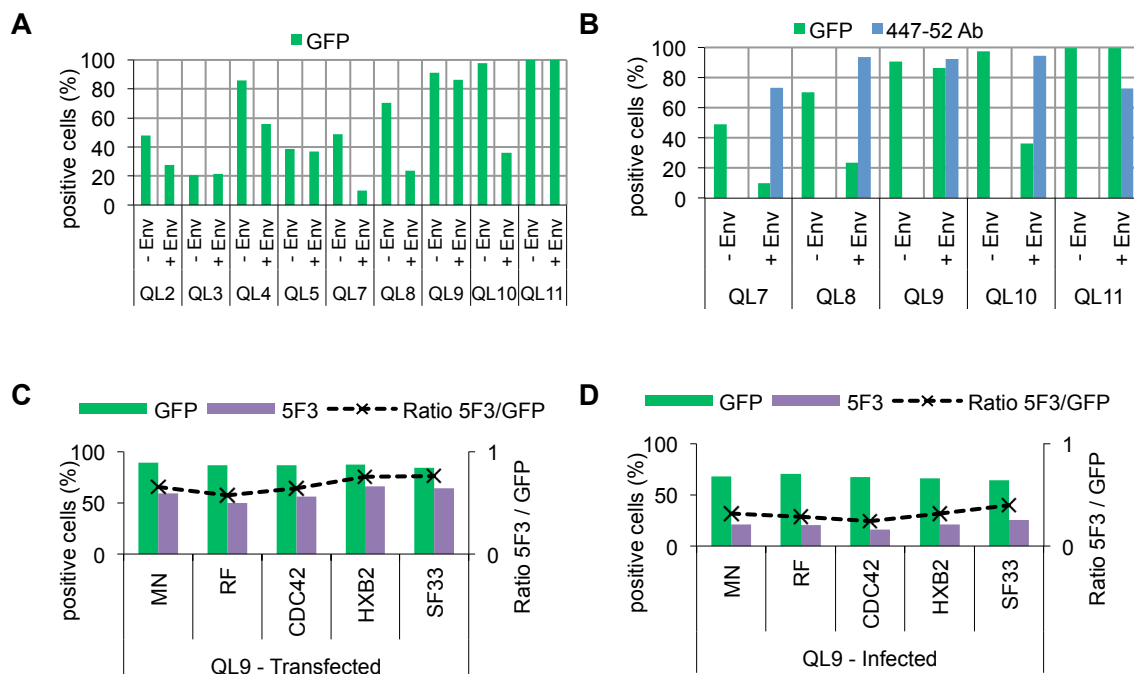 A
GFP
positive cells (%)
100
80
60
40
20
0
- Env + Env - Env + Env - Env + Env - Env + Env - Env + Env - Env + Env - Env + Env - Env + Env - Env + Env
QL2 QL3 QL4 QL5 QL7 QL8 QL9 QL10 QL11
B
GFP 447-52 Ab
positive cells (%)
100
80
60
40
20
0
- Env + Env - Env + Env - Env + Env - Env + Env - Env + Env
QL7 QL8 QL9 QL10 QL11
C
GFP 5F3 Ratio 5F3/GFP
positive cells (%)
100
50
0
1
0
Ratio 5F3 / GFP
MN RF CDC42 HXB2 SF33
QL9 - Transfected
D
GFP 5F3 Ratio 5F3/GFP
positive cells (%)
100
50
0
1
0
Ratio 5F3 / GFP
MN RF CDC42 HXB2 SF33
QL9 - Infected